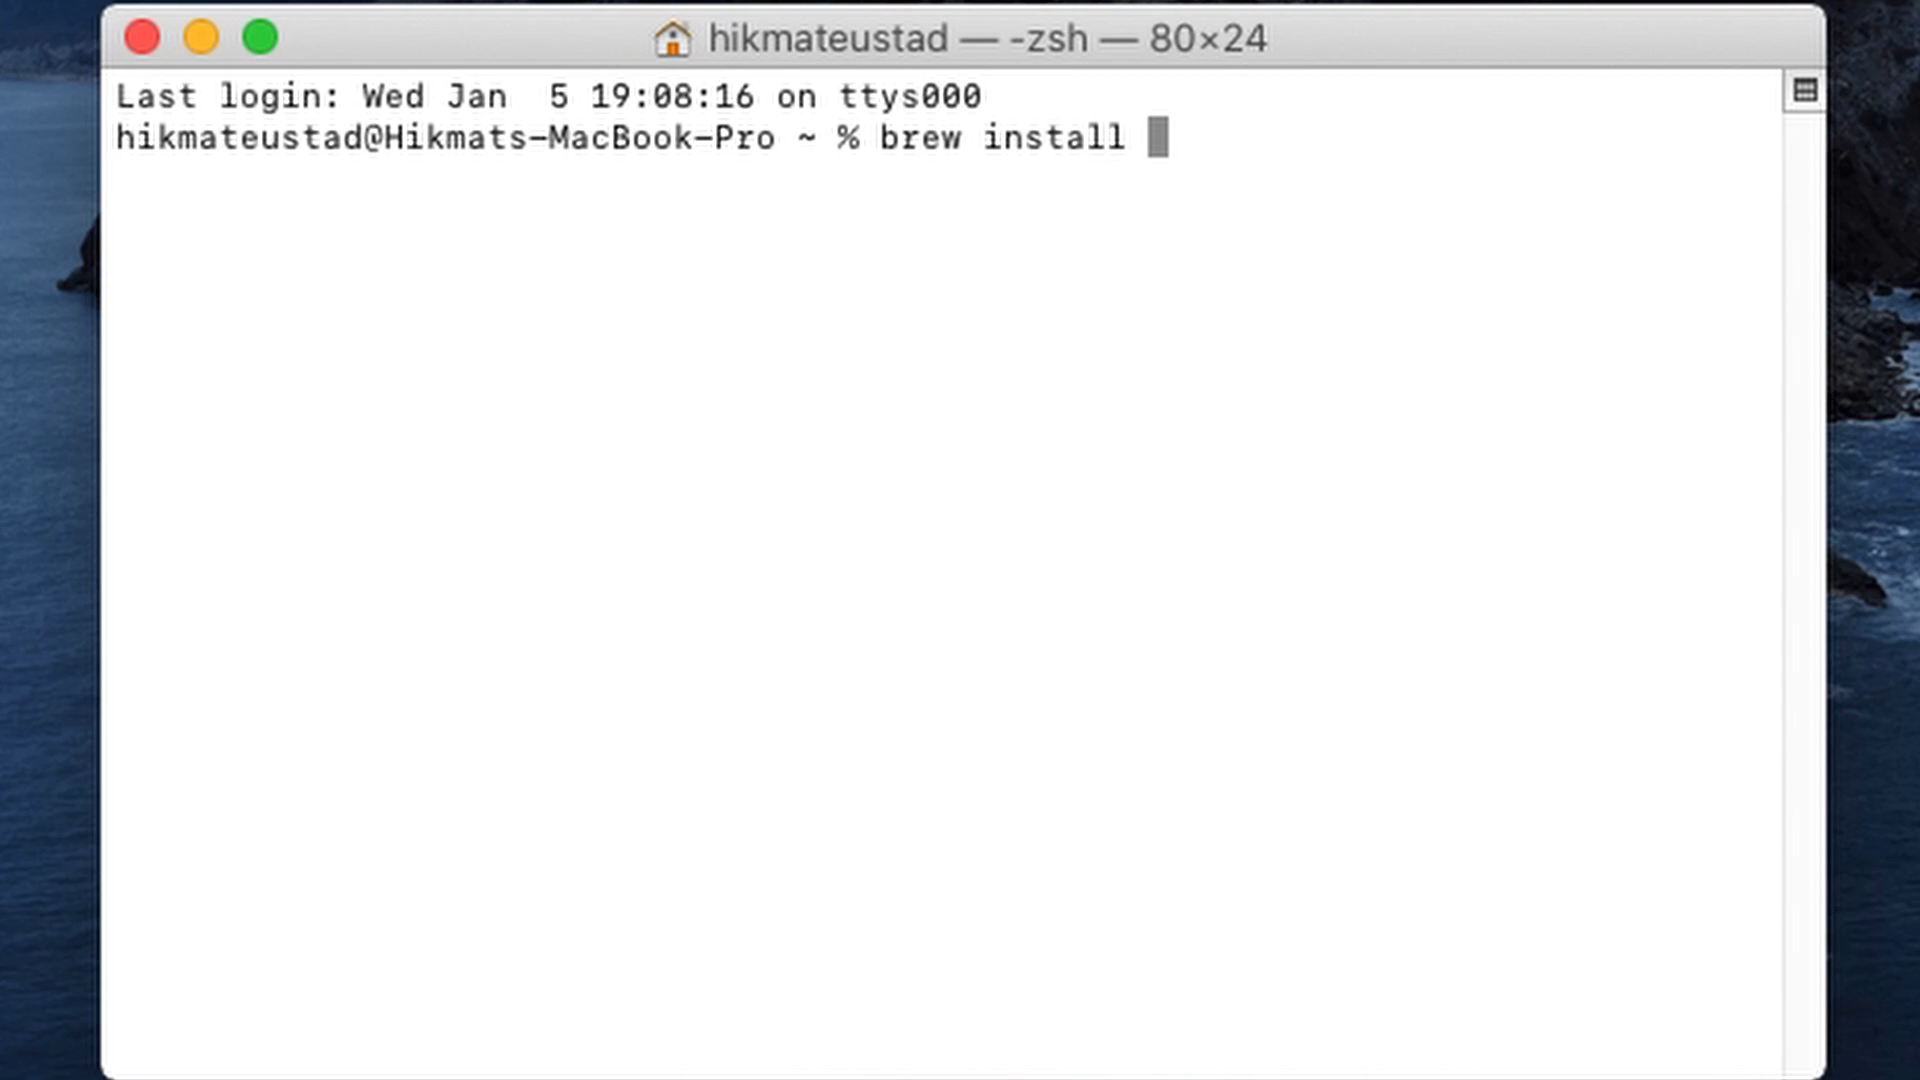 hikmateustad — -zsh — 80×24
Last login: Wed Jan  5 19:08:16 on ttys000
hikmateustad@Hikmats-MacBook-Pro ~ % brew install